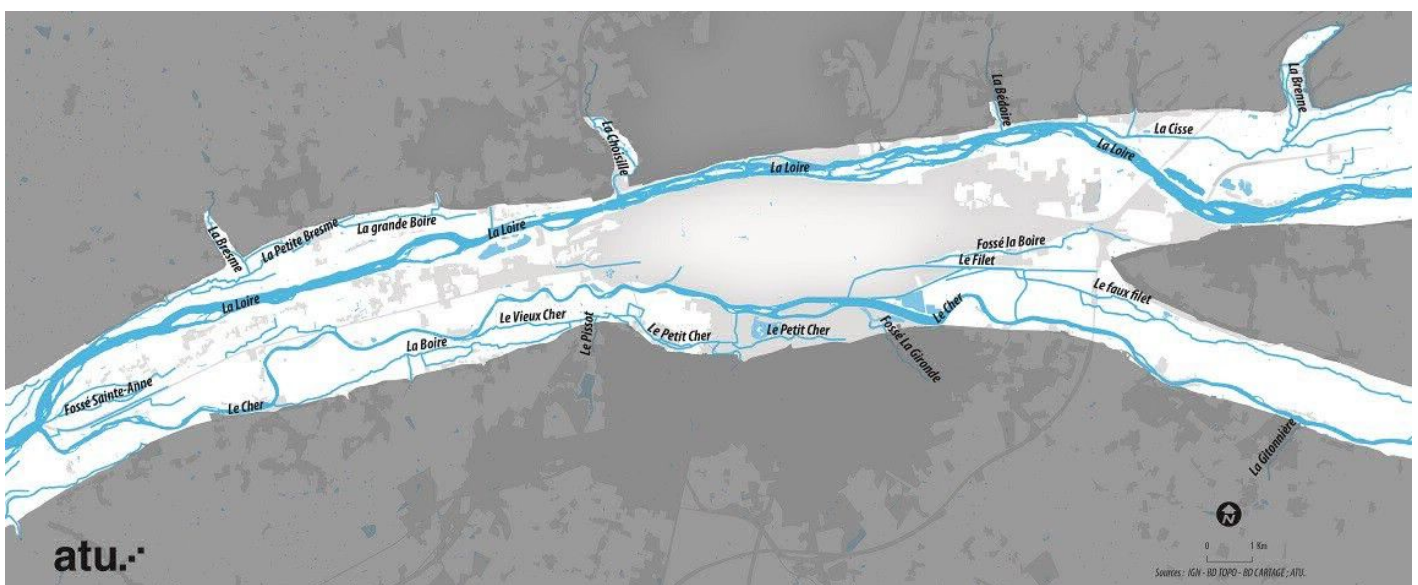 La Brenne
La Bédoire
La Cisse
La Loire
La Choisille
La Loire
La grande Boire
La Loire
La Petite Bresme
La Bresme
Fossé la Boire
Le Filet
Le faux filet
La Loire
Le Cher
Le Vieux Cher
Le Pissot
Le Petit Cher
Le Petit Cher
Fossé La Gironde
La Boire
Fossé Sainte-Anne
Le Cher
La Gitonnière
N
0 1 Km
atu.
Sources : IGN - BD TOPO - BD CARTAGE ; ATU.